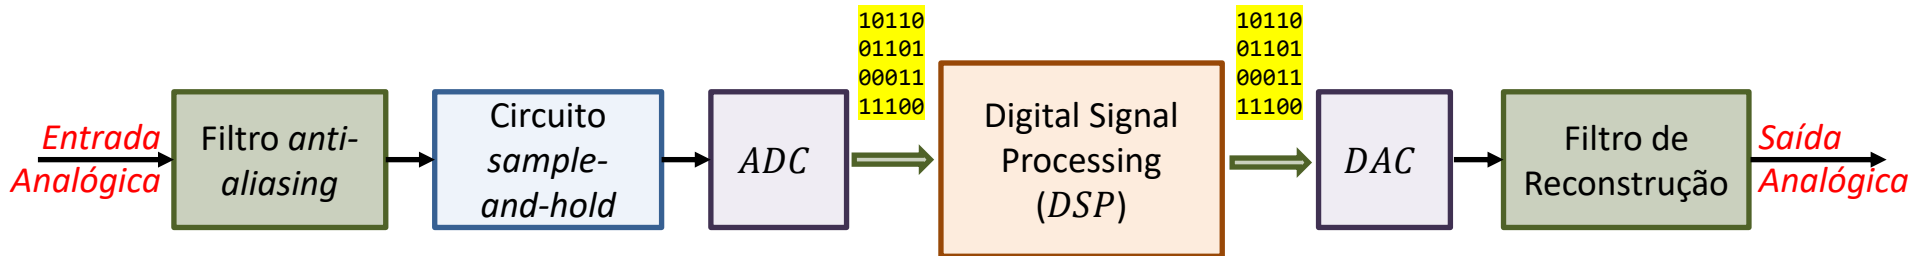 Entrada
Analógica
Filtro anti-
aliasing
Circuito
sample-
and-hold
ADC
10110
01101
00011
11100
Digital Signal
Processing
(DSP)
10110
01101
00011
11100
DAC
Filtro de
Reconstrução
Saída
Analógica